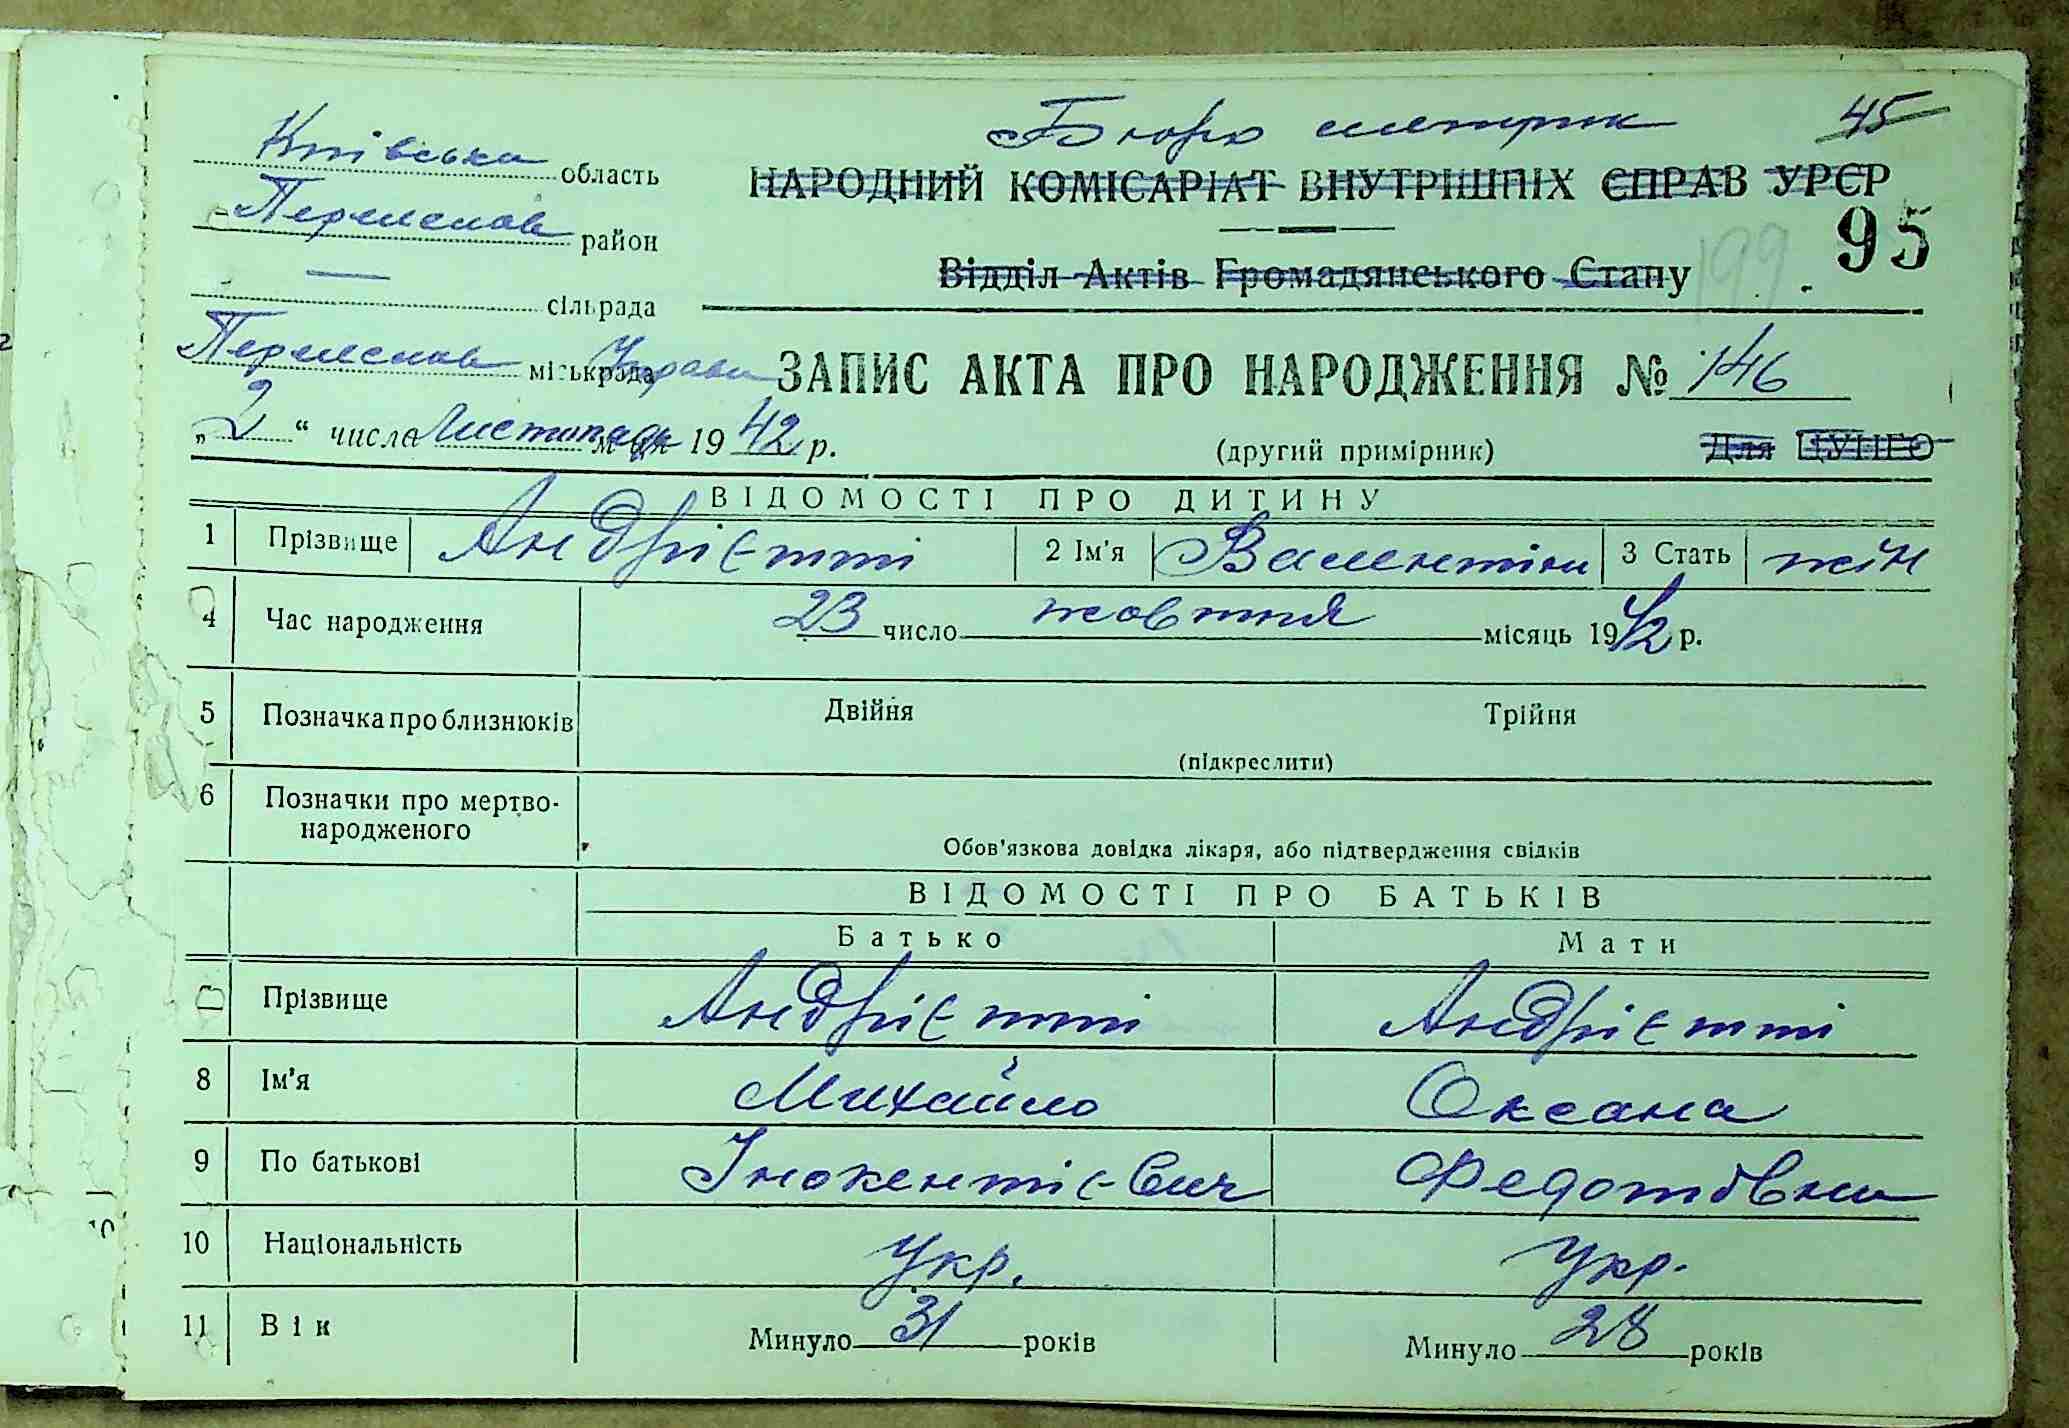 Бюро метрик 45
Київська область
НАРОДНИЙ КОМІСАРІАТ ВНУТРІШНІХ СПРАВ УРСР
Переяслав район
95
199
Відділ Актів Громадянського Стану
— сільрада
Переяслав міськрада Управа
ЗАПИС АКТА ПРО НАРОДЖЕННЯ № 146
„2“ числа Листопада м-ця 1942 р.
(другий примірник) Для ЦУНГО
ВІДОМОСТІ ПРО ДИТИНУ
1 Прізвище Андрієтті 2 Ім'я Валентіна 3 Стать жін
4 Час народження 23 число жовтня місяць 1942 р.
5 Позначка про близнюків Двійня Трійня
(підкреслити)
6 Позначки про мертво-
народженого
Обов'язкова довідка лікаря, або підтвердження свідків
ВІДОМОСТІ ПРО БАТЬКІВ
Батько Мати
Прізвище Андрієтті Андрієтті
8 Ім'я Михайло Оксана
9 По батькові Інокентієвич Федотовна
10 Національність Укр. Укр.
11 Вік Минуло 31 років Минуло 28 років